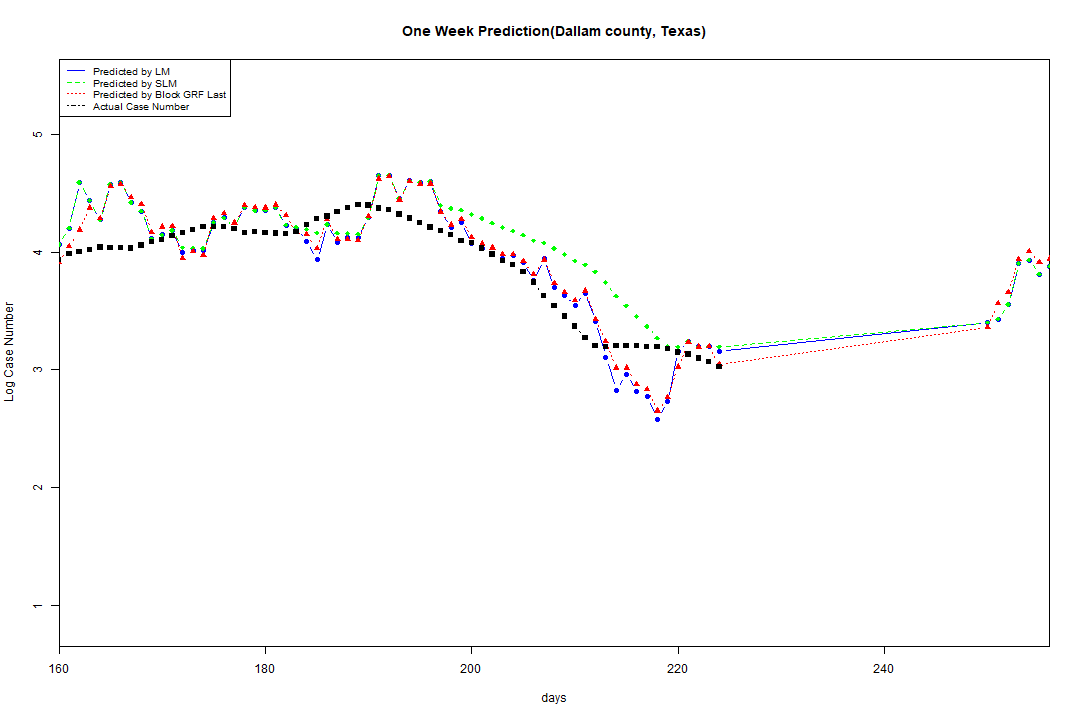 One Week Prediction(Dallam county, Texas)
Predicted by LM
Predicted by SLM
Predicted by Block GRF Last
Actual Case Number
5
4
3
2
1
Log Case Number
160 180 200 220 240
days